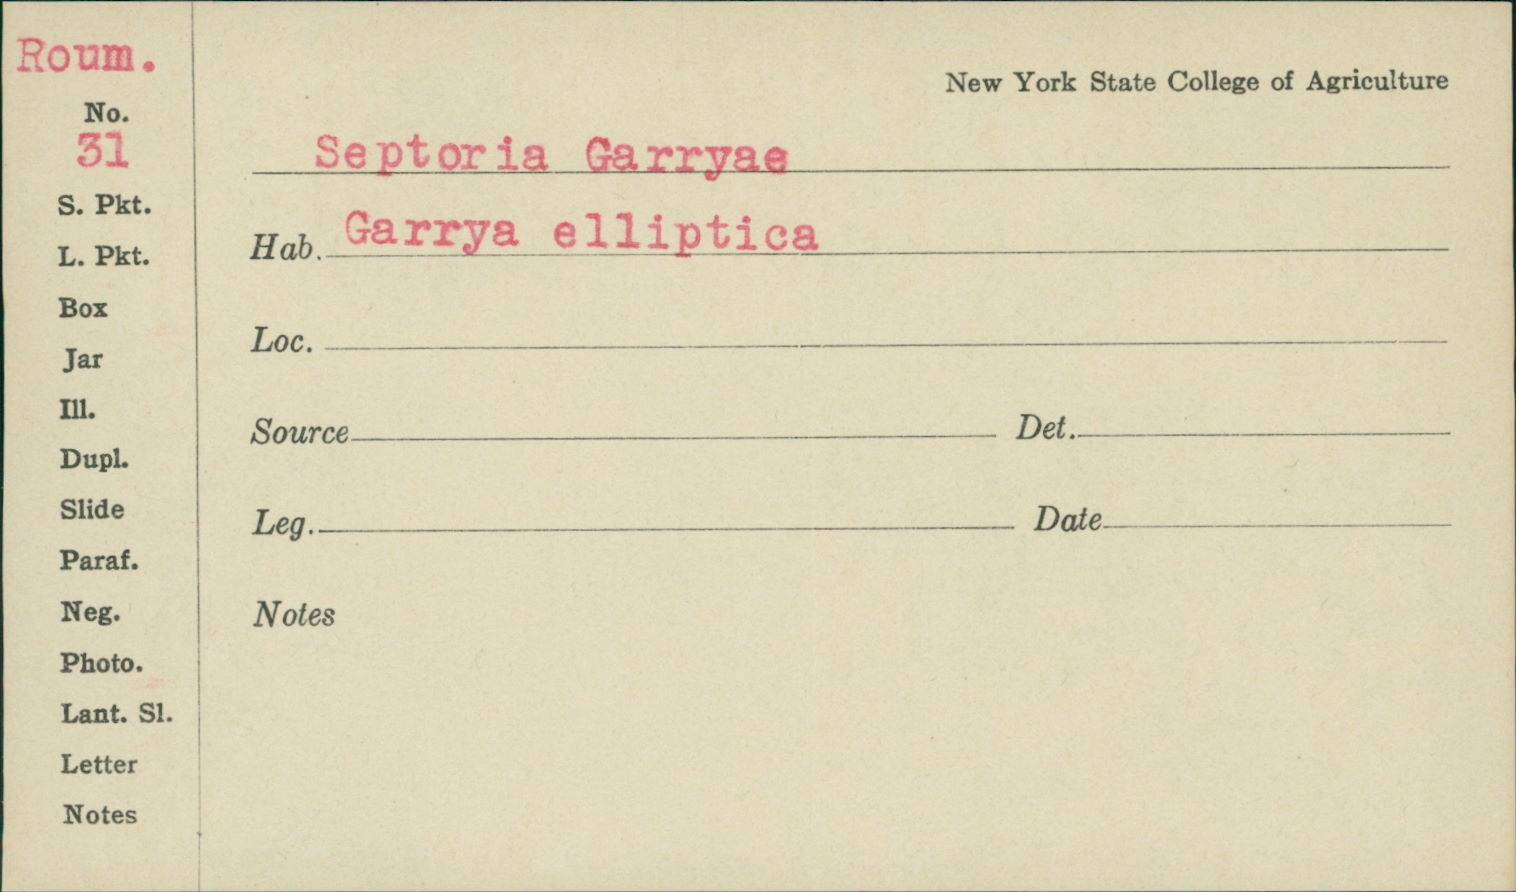 Roum.
No.
31
S. Pkt.
L. Pkt.
Box
Jar
Ill.
Dupl.
Slide
Paraf.
Neg.
Photo.
Lant. Sl.
Letter
Notes
New York State College of Agriculture
Septoria Garryae
Hab. Garrya elliptica
Loc.
Source Det.
Leg. Date
Notes